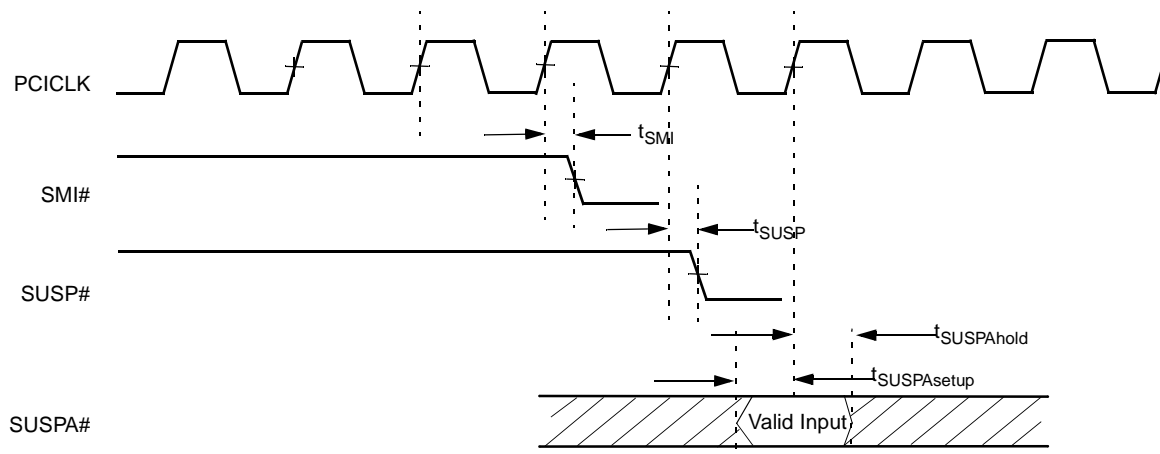 PCICLK
tSMI
SMI#
tSUSP
SUSP#
tSUSPAhold
tSUSPAsetup
SUSPA#
Valid Input